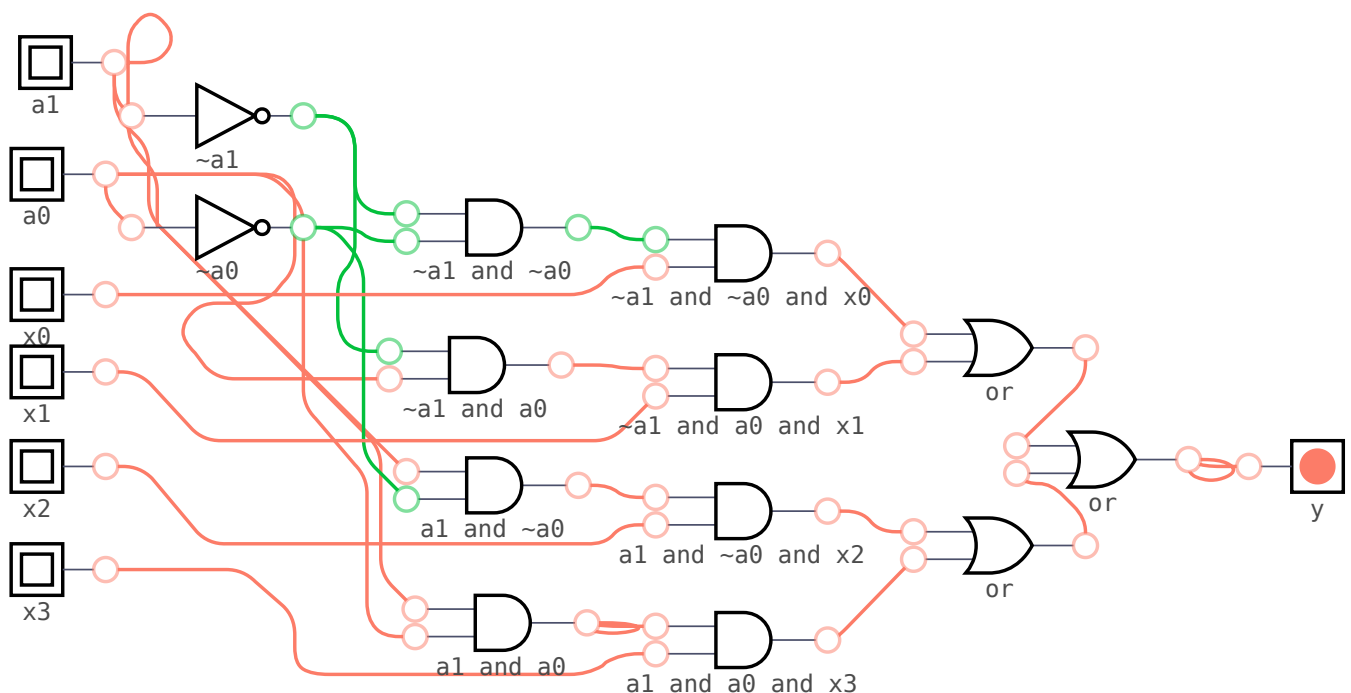 a1
~a1
a0
~a0
~a1 and ~a0
~a1 and ~a0 and x0
x0
or
x1
~a1 and a0
~a1 and a0 and x1
x2
a1 and ~a0
a1 and ~a0 and x2
or
y
x3
or
a1 and a0
a1 and a0 and x3